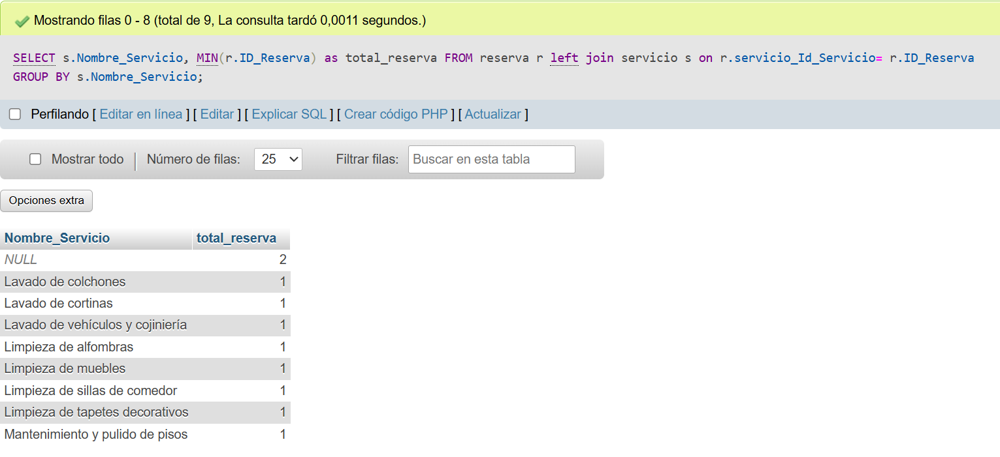 Mostrando filas 0 - 8 (total de 9, La consulta tardó 0,0011 segundos.)
SELECT s.Nombre_Servicio, MIN(r.ID_Reserva) as total_reserva FROM reserva r left join servicio s on r.servicio_Id_Servicio= r.ID_Reserva
GROUP BY s.Nombre_Servicio;
Perfilando [ Editar en línea ] [ Editar ] [ Explicar SQL ] [ Crear código PHP ] [ Actualizar ]
Mostrar todo Número de filas: 25 Filtrar filas: Buscar en esta tabla
Opciones extra
Nombre_Servicio total_reserva
NULL 2
Lavado de colchones 1
Lavado de cortinas 1
Lavado de vehículos y cojiniería 1
Limpieza de alfombras 1
Limpieza de muebles 1
Limpieza de sillas de comedor 1
Limpieza de tapetes decorativos 1
Mantenimiento y pulido de pisos 1